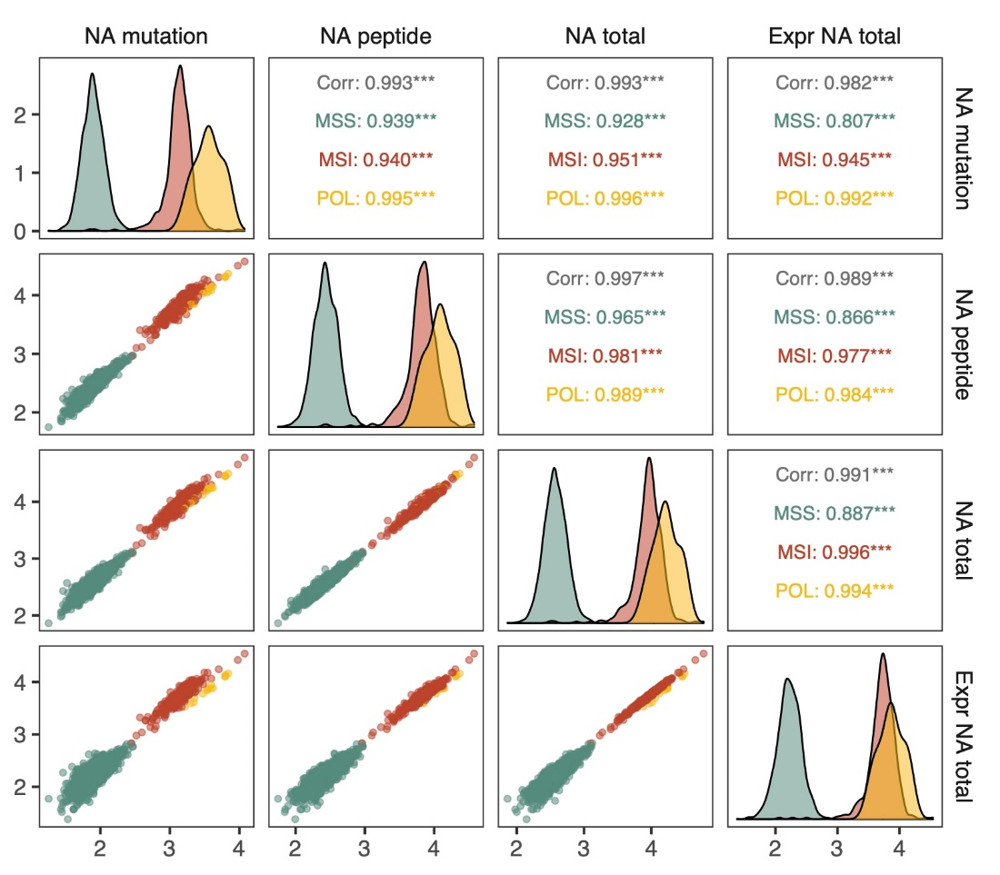 NA mutation NA peptide NA total Expr NA total
2
1
0
Corr: 0.993***
MSS: 0.939***
MSI: 0.940***
POL: 0.995***
Corr: 0.993***
MSS: 0.928***
MSI: 0.951***
POL: 0.996***
Corr: 0.982***
MSS: 0.807***
MSI: 0.945***
POL: 0.992***
NA mutation
4
3
2
Corr: 0.997***
MSS: 0.965***
MSI: 0.981***
POL: 0.989***
Corr: 0.989***
MSS: 0.866***
MSI: 0.977***
POL: 0.984***
NA peptide
4
3
2
Corr: 0.991***
MSS: 0.887***
MSI: 0.996***
POL: 0.994***
NA total
4
3
2
Expr NA total
2 3 4 2 3 4 2 3 4 2 3 4